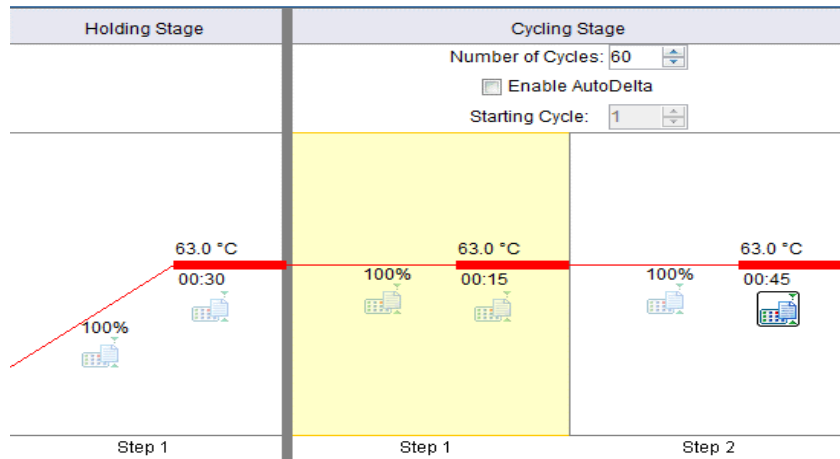 Holding Stage
Cycling Stage
Number of Cycles: 60
Enable AutoDelta
Starting Cycle: 1
63.0 °C
00:30
100%
63.0 °C
100%
00:15
63.0 °C
100%
00:45
Step 1
Step 1
Step 2